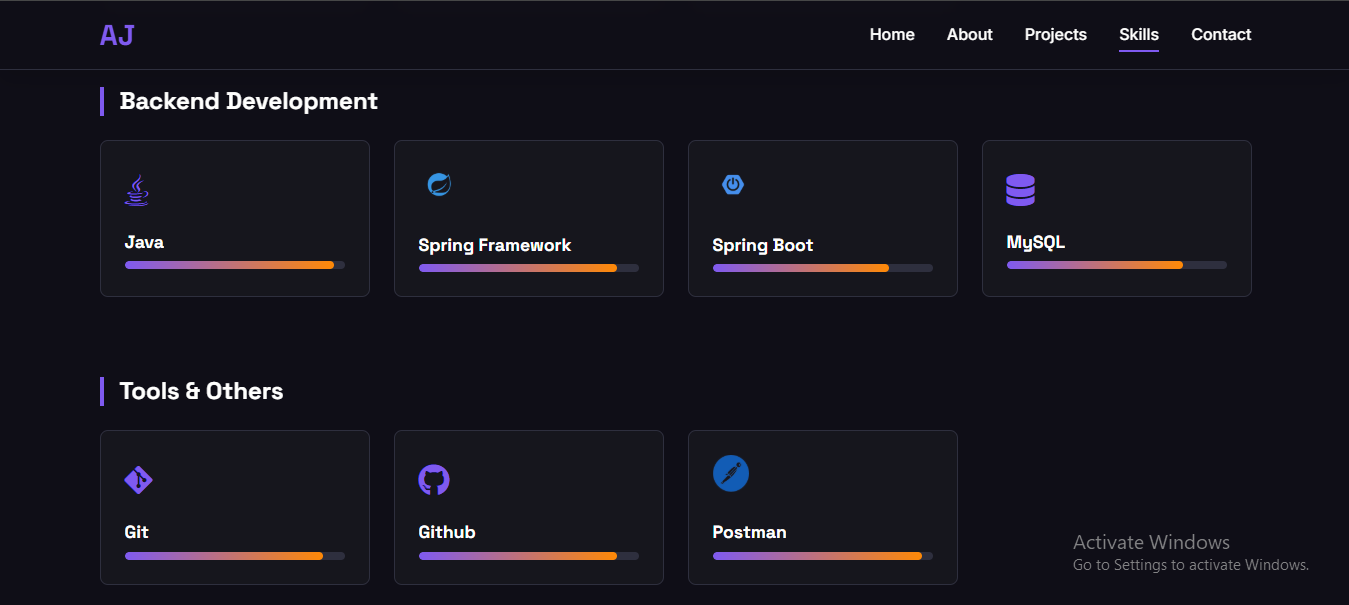 AJ
Home About Projects Skills Contact
Backend Development
Java
Spring Framework
Spring Boot
MySQL
Tools & Others
Git
Github
Postman
Activate Windows
Go to Settings to activate Windows.